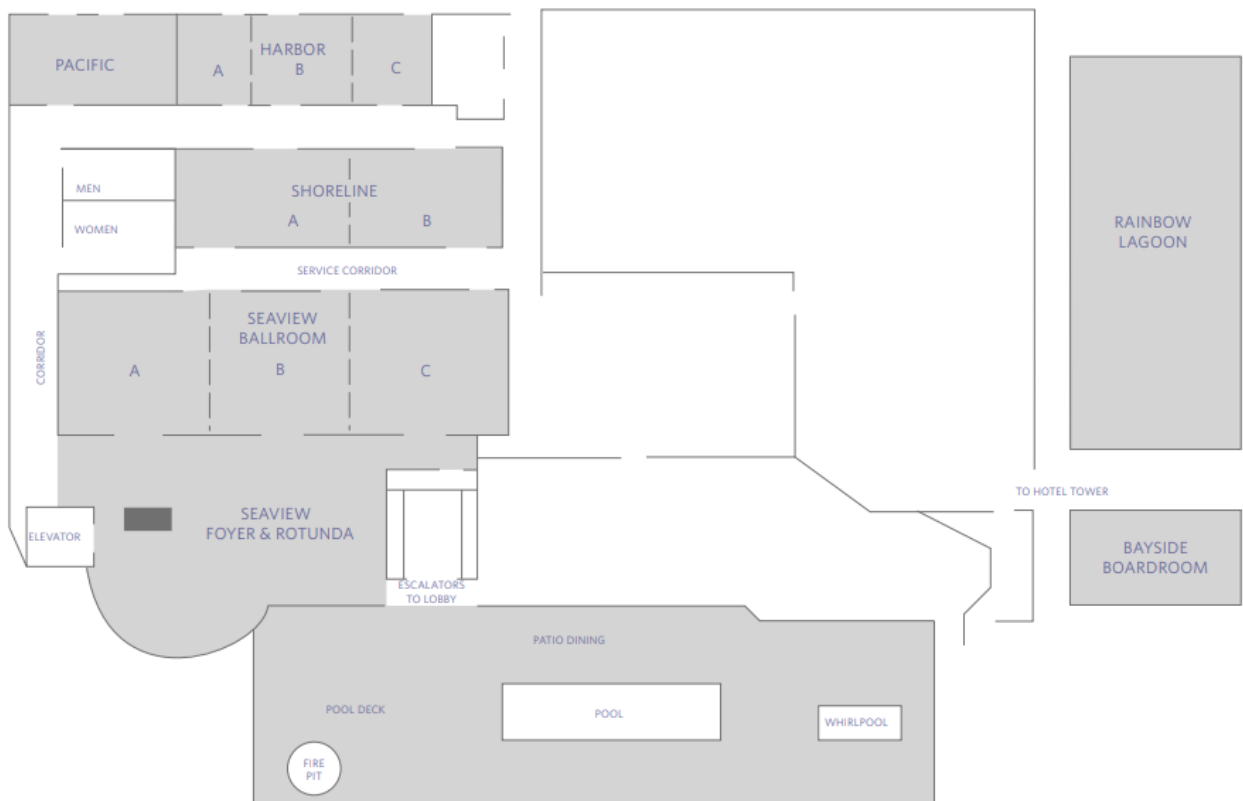 PACIFIC
HARBOR
A
B
C
MEN
WOMEN
SHORELINE
A
B
RAINBOW
LAGOON
SERVICE CORRIDOR
CORRIDOR
SEAVIEW
BALLROOM
A
B
C
TO HOTEL TOWER
ELEVATOR
SEAVIEW
FOYER & ROTUNDA
BAYSIDE
BOARDROOM
ESCALATORS
TO LOBBY
PATIO DINING
POOL DECK
POOL
WHIRLPOOL
FIRE
PIT